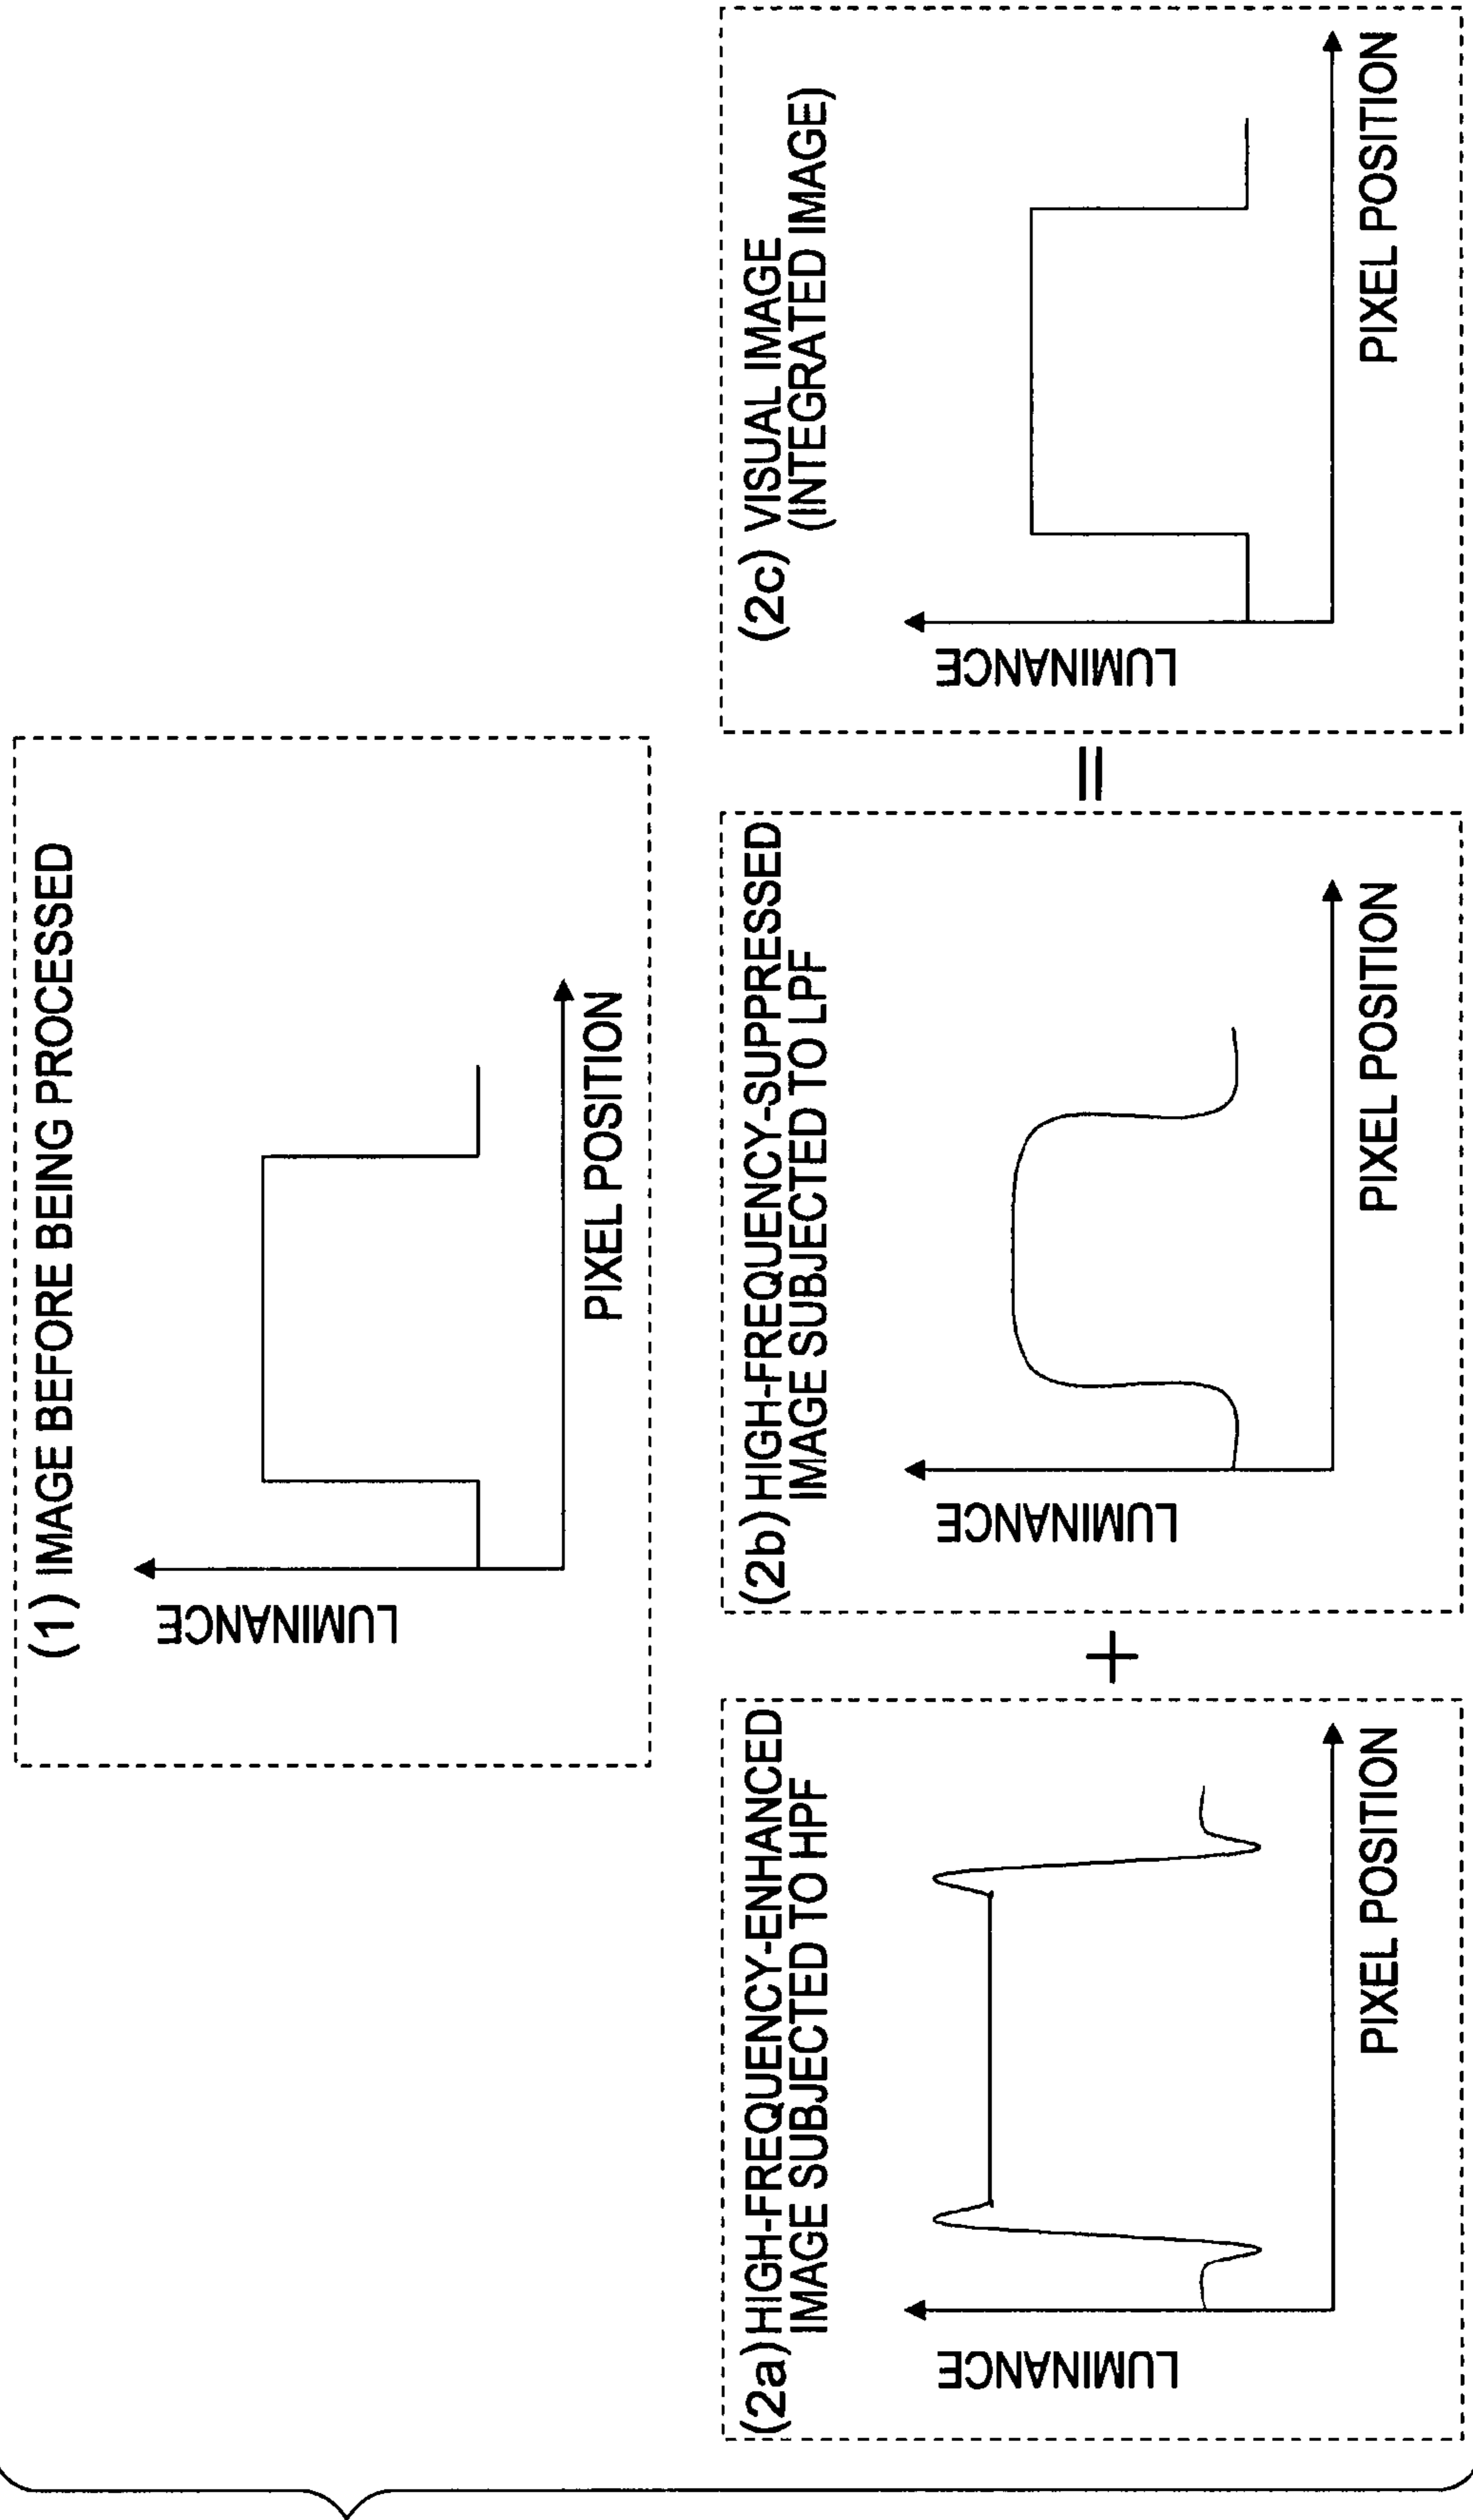 (1) IMAGE BEFORE BEING PROCESSED
LUMINANCE
PIXEL POSITION
(2a) HIGH-FREQUENCY-ENHANCED
IMAGE SUBJECTED TO HPF
LUMINANCE
PIXEL POSITION
+
(2b) HIGH-FREQUENCY-SUPPRESSED
IMAGE SUBJECTED TO LPF
LUMINANCE
PIXEL POSITION
=
(2c) VISUAL IMAGE
(INTEGRATED IMAGE)
LUMINANCE
PIXEL POSITION